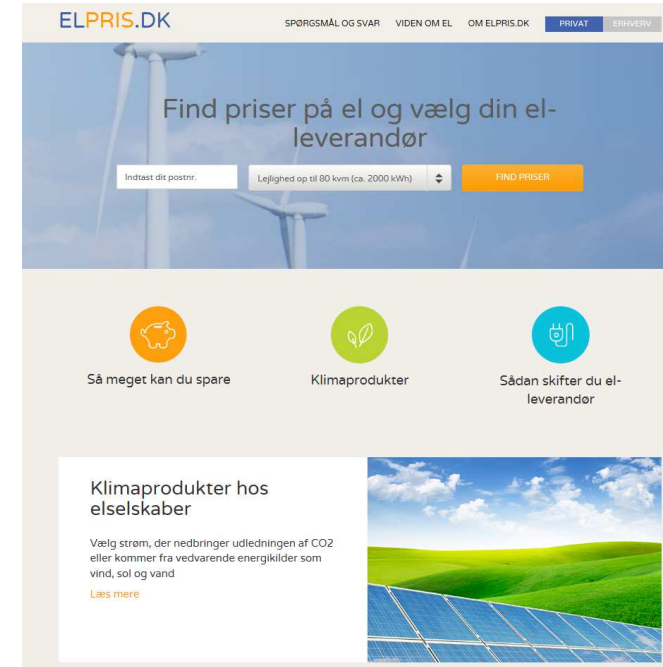 ELPRIS.DK
SPØRGSMÅL OG SVAR VIDEN OM EL OM ELPRIS.DK PRIVAT ERHVERV
Find priser på el og vælg din el-
leverandør
Indtast dit postnr. Lejlighed op til 80 kvm (ca. 2000 kWh) FIND PRISER
Så meget kan du spare Klimaprodukter Sådan skifter du el-
leverandør
Klimaprodukter hos
elselskaber
Vælg strøm, der nedbringer udledningen af CO2
eller kommer fra vedvarende energikilder som
vind, sol og vand
Læs mere